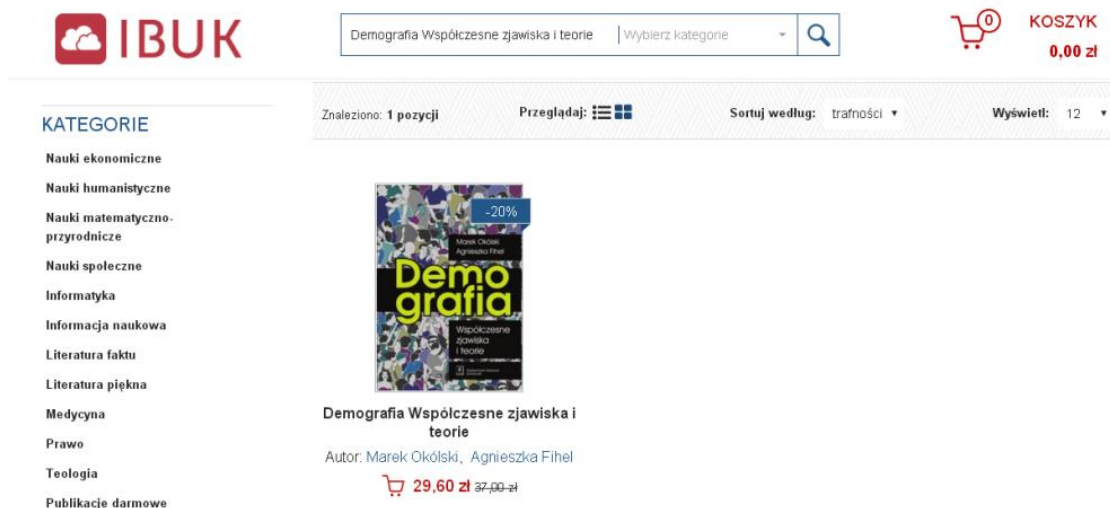 IBUK
Demografia Współczesne zjawiska i teorie
Wybierz kategorie
0
KOSZYK
0,00 zł
KATEGORIE
Nauki ekonomiczne
Nauki humanistyczne
Nauki matematyczno-
przyrodnicze
Nauki społeczne
Informatyka
Informacja naukowa
Literatura faktu
Literatura piękna
Medycyna
Prawo
Teologia
Publikacje darmowe
Znaleziono: 1 pozycji
Przeglądaj:
Sortuj według: trafności
Wyświetl: 12
-20%
Marek Okólski
Agnieszka Fihel
Demo
grafia
Współczesne
zjawiska
i teorie
Demografia Współczesne zjawiska i
teorie
Autor: Marek Okólski, Agnieszka Fihel
29,60 zł 37,00 zł